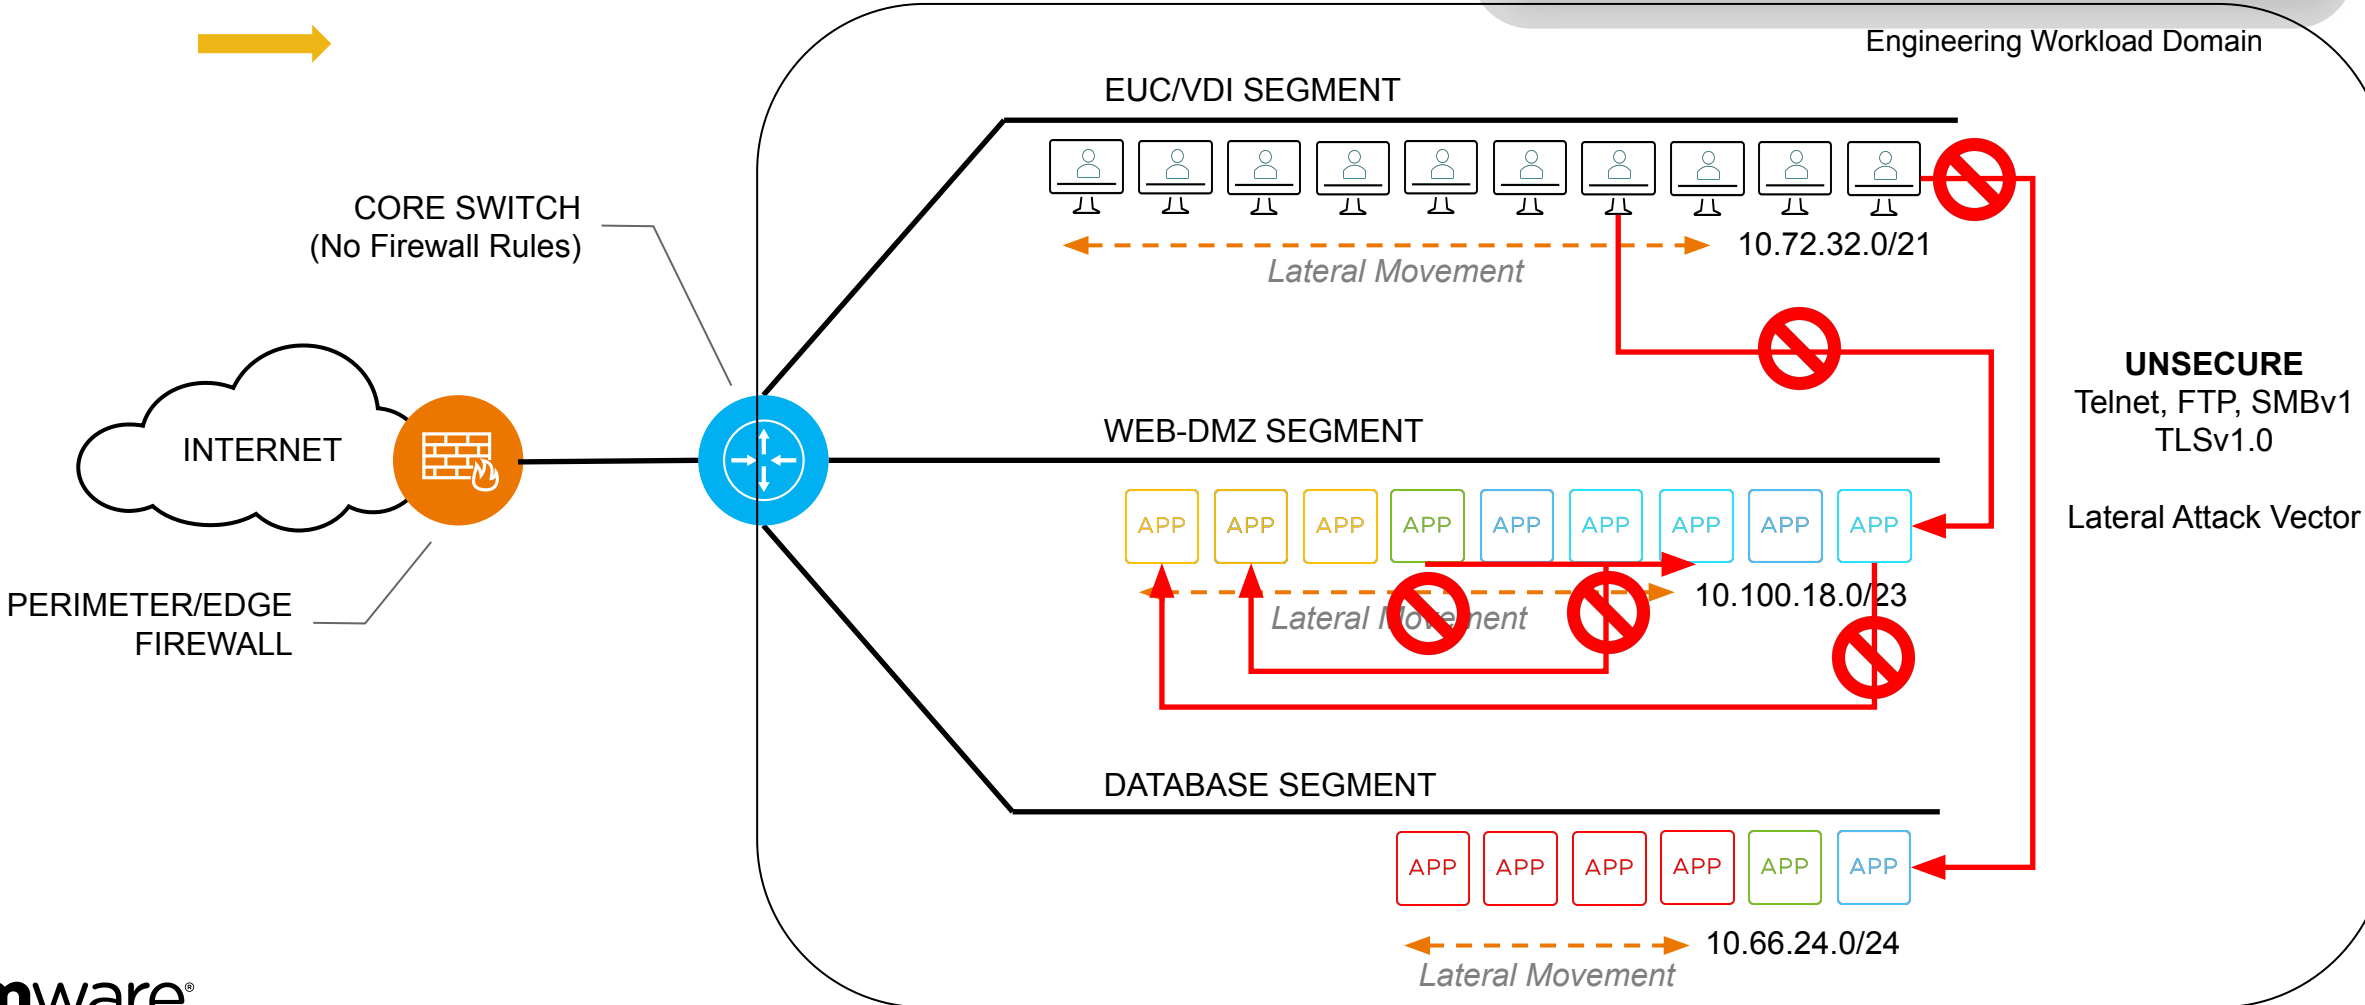 Engineering Workload Domain
EUC/VDI SEGMENT
CORE SWITCH
(No Firewall Rules)
10.72.32.0/21
Lateral Movement
UNSECURE
Telnet, FTP, SMBv1
TLSv1.0
Lateral Attack Vector
INTERNET
WEB-DMZ SEGMENT
APP APP APP APP APP APP APP APP APP
10.100.18.0/23
Lateral Movement
PERIMETER/EDGE
FIREWALL
DATABASE SEGMENT
APP APP APP APP APP APP
10.66.24.0/24
Lateral Movement
mware®